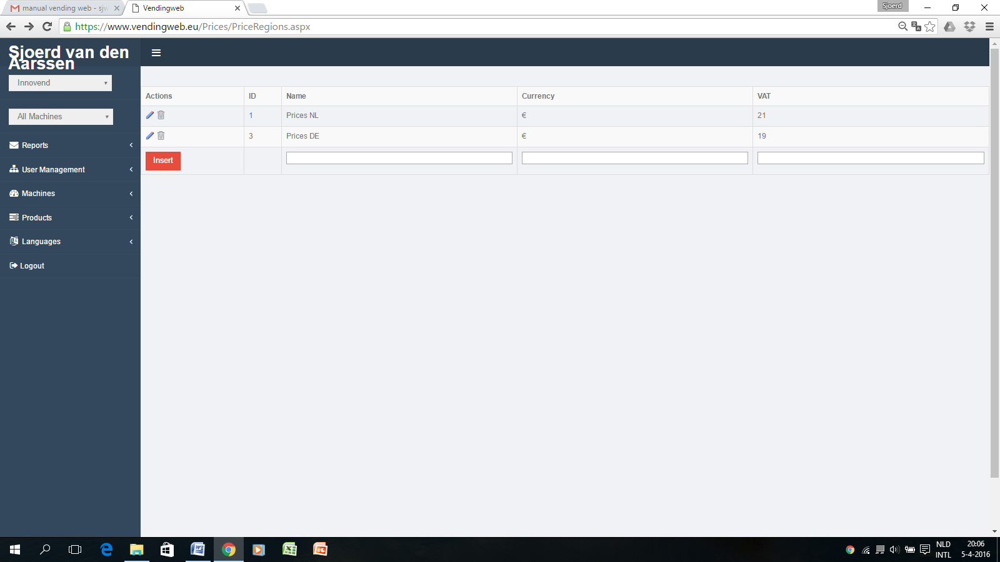 manual vending web - sjw
Vendingweb
Sjoerd
https://www.vendingweb.eu/Prices/PriceRegions.aspx
Sjoerd van den
Aarssen
Innovend
All Machines
Reports
User Management
Machines
Products
Languages
Logout
Actions ID Name Currency VAT
1 Prices NL € 21
3 Prices DE € 19
Insert
NLD 20:06
INTL 5-4-2016